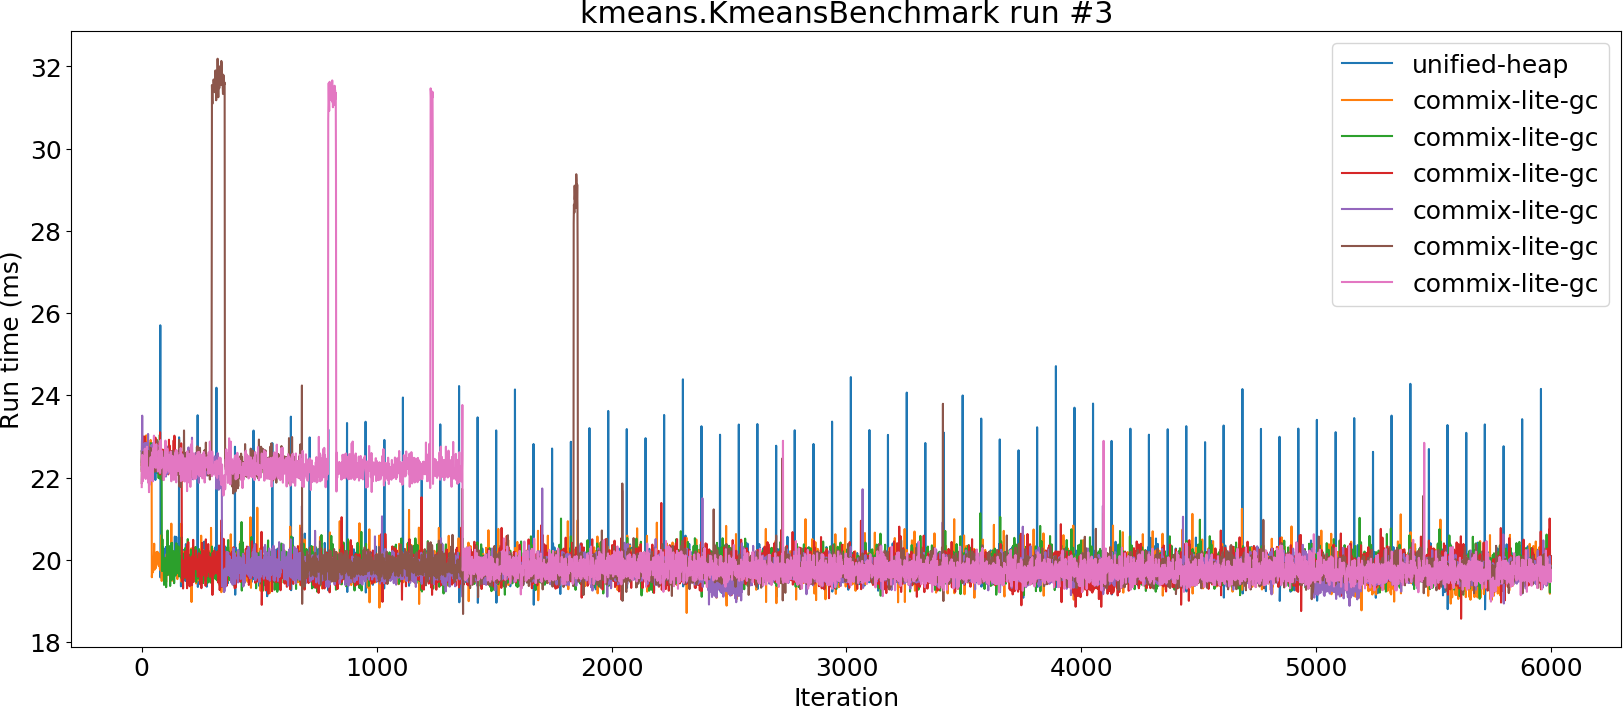 kmeans.KmeansBenchmark run #3
unified-heap
commix-lite-gc
commix-lite-gc
commix-lite-gc
commix-lite-gc
commix-lite-gc
commix-lite-gc
Run time (ms)
32
30
28
26
24
22
20
18
0 1000 2000 3000 4000 5000 6000
Iteration